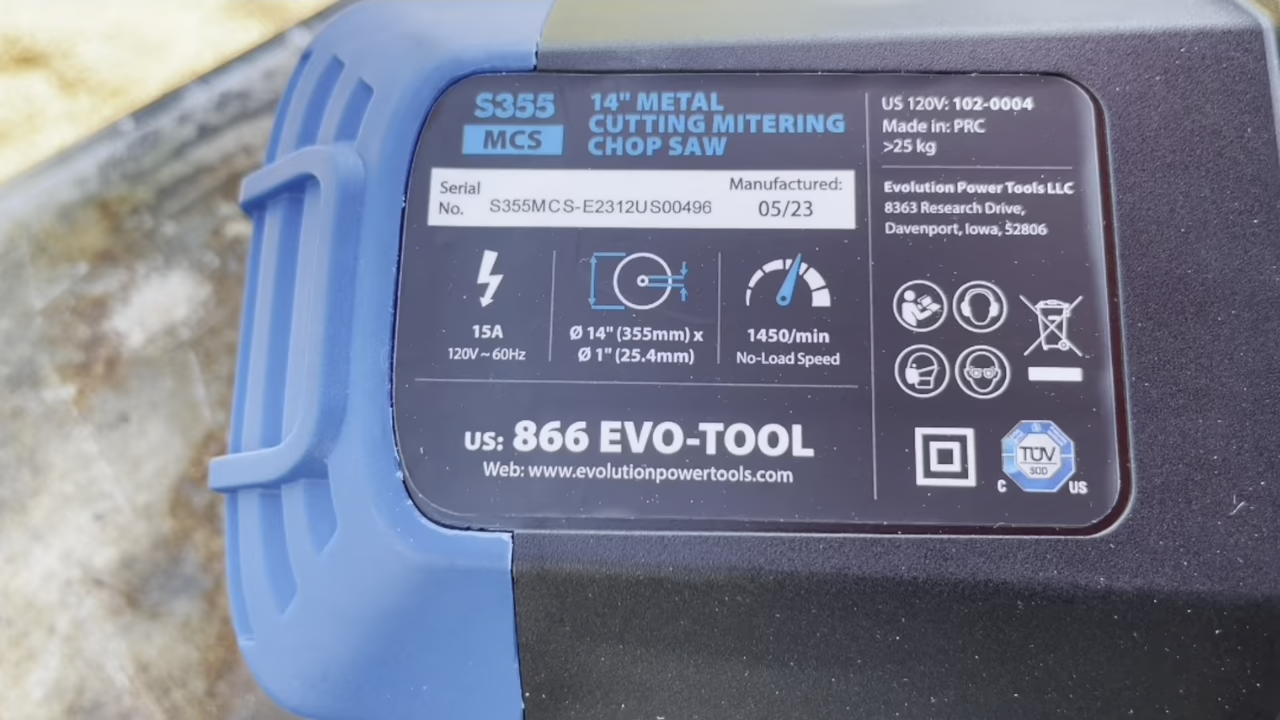 S355
MCS
14" METAL
CUTTING MITERING
CHOP SAW
Serial
No. S355MCS-E2312US00496
Manufactured:
05/23
15A
120V ~ 60Hz
Ø 14" (355mm) x
Ø 1" (25.4mm)
1450/min
No-Load Speed
US: 866 EVO-TOOL
Web: www.evolutionpowertools.com
US 120V: 102-0004
Made in: PRC
>25 kg
Evolution Power Tools LLC
8363 Research Drive,
Davenport, Iowa, 52806
TÜV
SÜD
C US